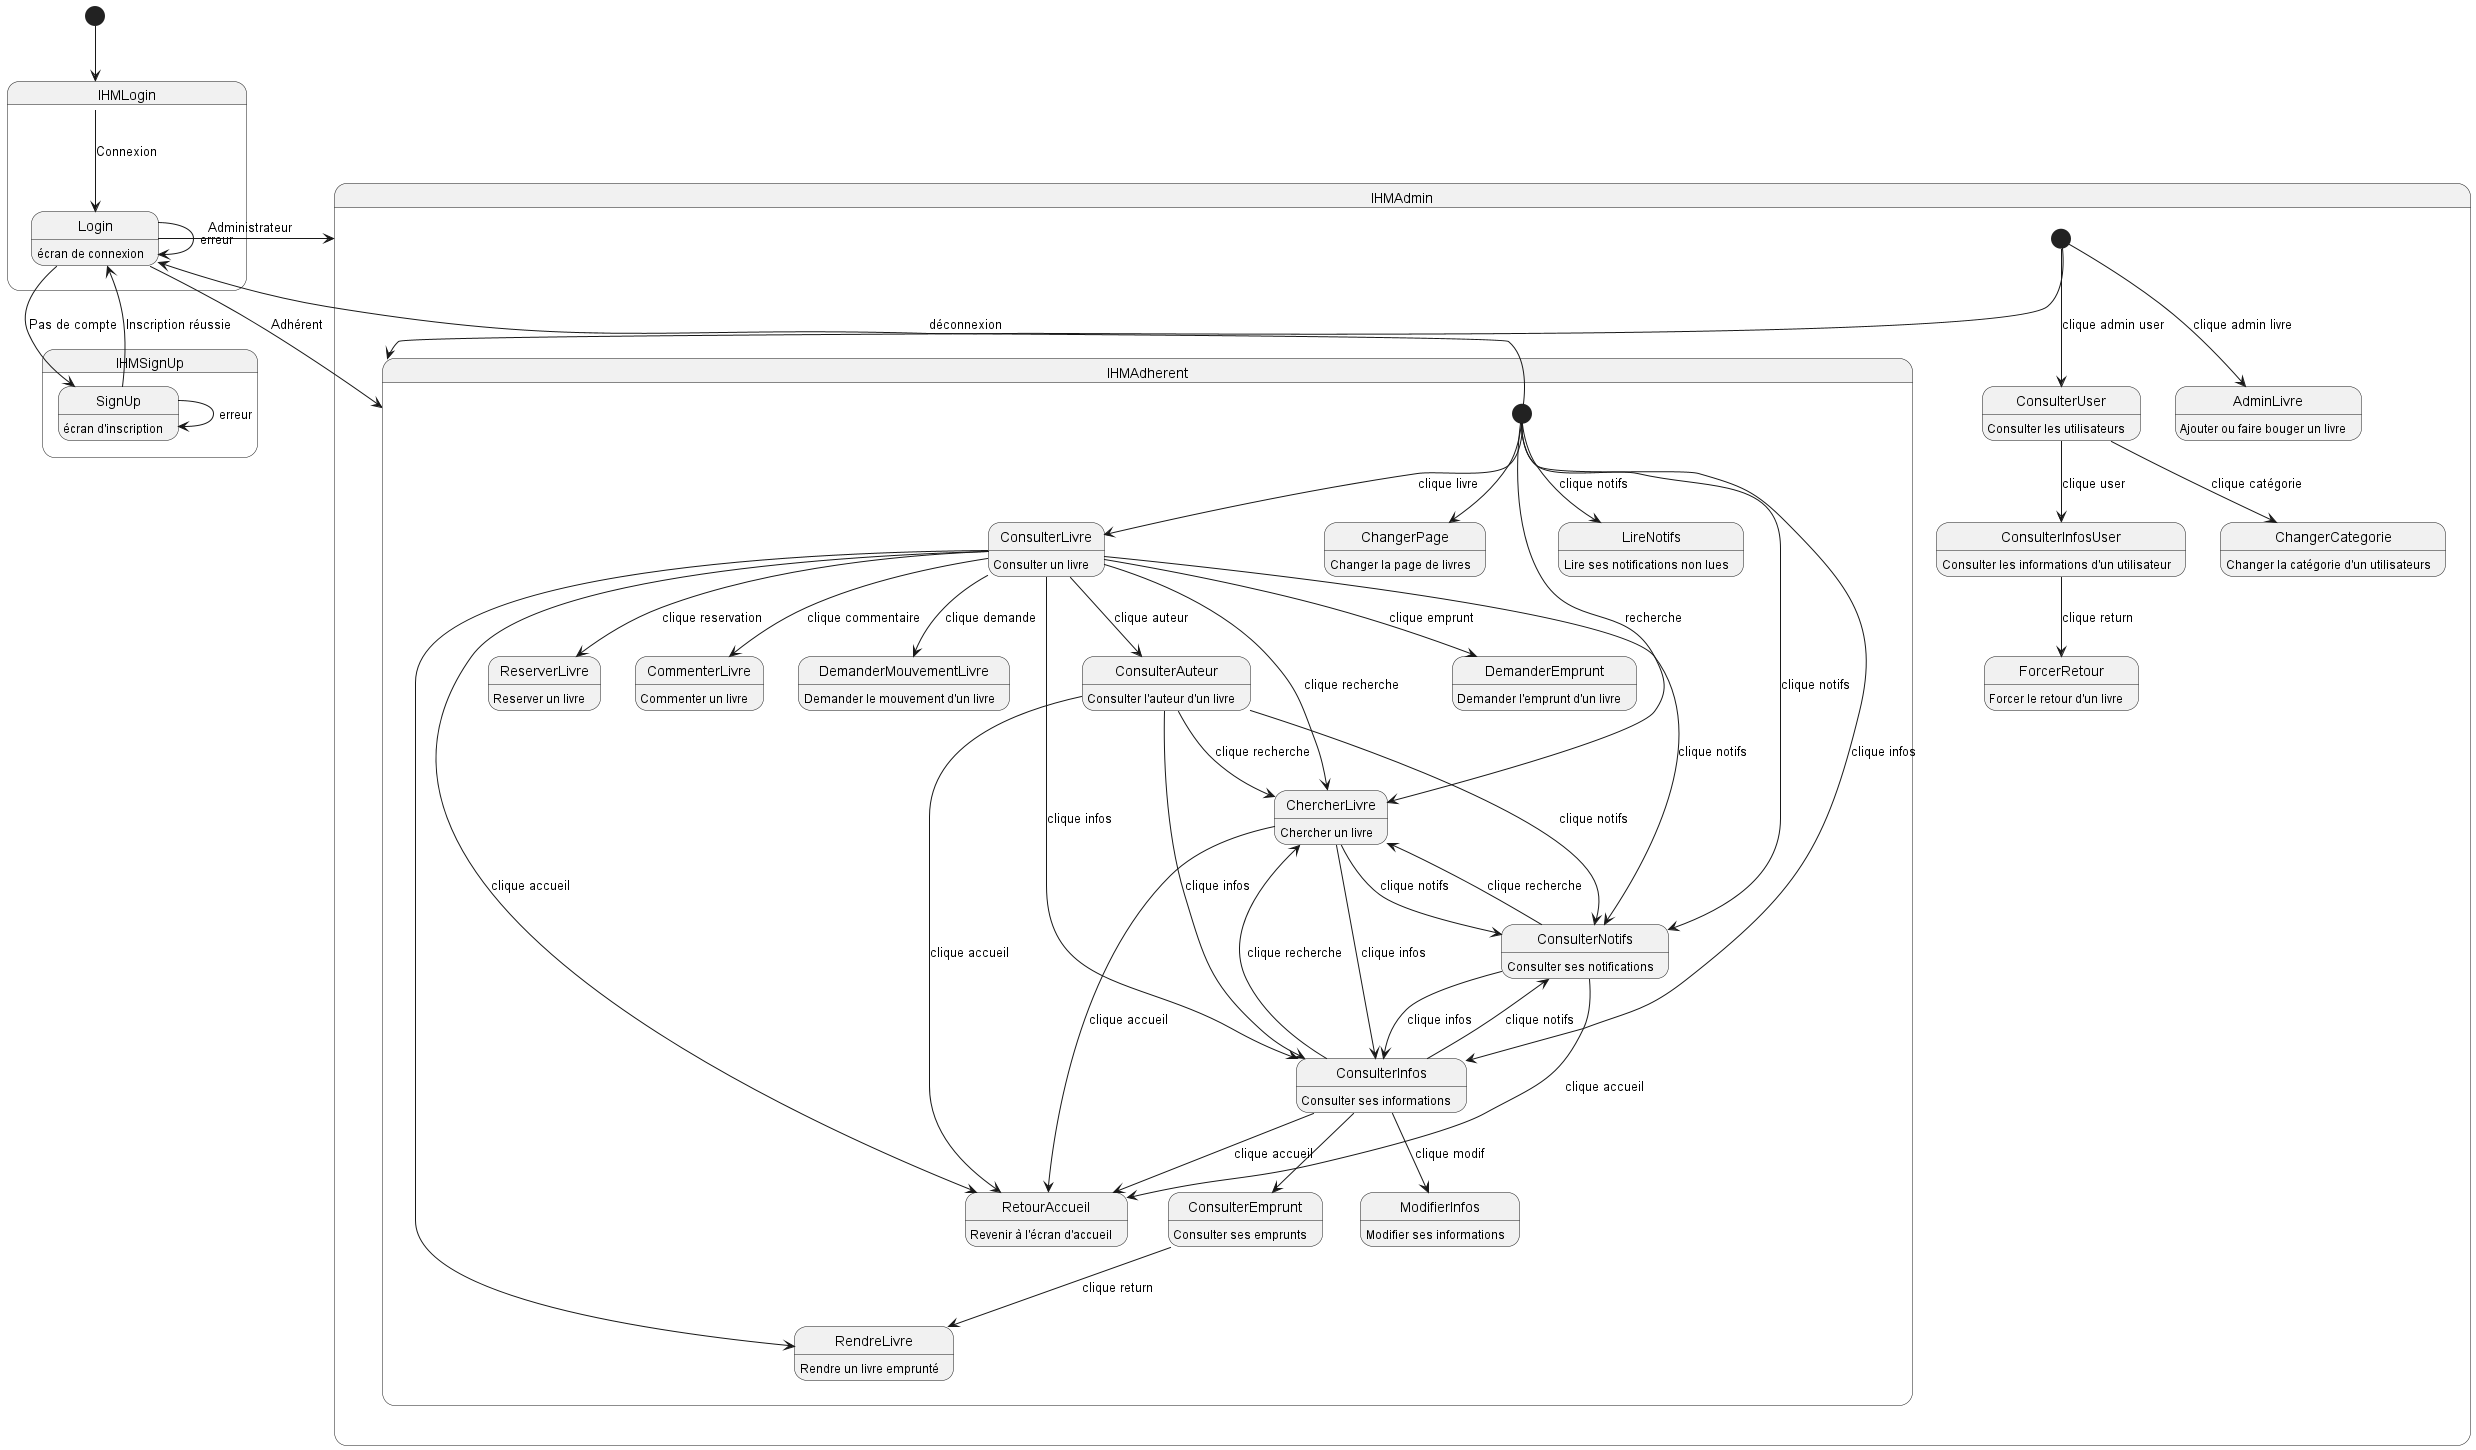 IHMLogin
Connexion
IHMAdmin
Login
écran de connexion
erreur
Administrateur
Pas de compte
Inscription réussie
Adhérent
déconnexion
clique admin user
clique admin livre
IHMSignUp
SignUp
écran d'inscription
erreur
IHMAdherent
ConsulterUser
Consulter les utilisateurs
AdminLivre
Ajouter ou faire bouger un livre
clique livre
clique notifs
clique user
clique catégorie
ConsulterLivre
Consulter un livre
ChangerPage
Changer la page de livres
LireNotifs
Lire ses notifications non lues
ConsulterInfosUser
Consulter les informations d'un utilisateur
ChangerCategorie
Changer la catégorie d'un utilisateurs
clique reservation
clique commentaire
clique demande
clique auteur
clique emprunt
recherche
clique return
ReserverLivre
Reserver un livre
CommenterLivre
Commenter un livre
DemanderMouvementLivre
Demander le mouvement d'un livre
ConsulterAuteur
Consulter l'auteur d'un livre
clique recherche
DemanderEmprunt
Demander l'emprunt d'un livre
clique notifs
ForcerRetour
Forcer le retour d'un livre
clique recherche
clique notifs
clique infos
ChercherLivre
Chercher un livre
clique infos
clique notifs
clique accueil
clique infos
clique notifs
clique recherche
ConsulterNotifs
Consulter ses notifications
clique accueil
clique recherche
clique infos
clique accueil
clique infos
clique notifs
ConsulterInfos
Consulter ses informations
clique accueil
clique accueil
clique modif
RetourAccueil
Revenir à l'écran d'accueil
ConsulterEmprunt
Consulter ses emprunts
ModifierInfos
Modifier ses informations
clique return
RendreLivre
Rendre un livre emprunté